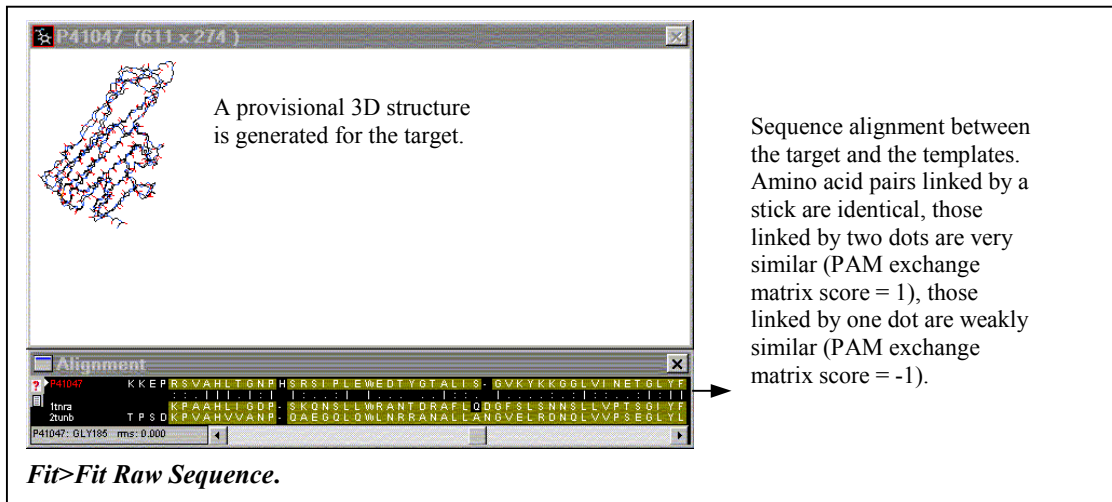 P41047 (611 x 274 )
A provisional 3D structure
is generated for the target.
Sequence alignment between
the target and the templates.
Amino acid pairs linked by a
stick are identical, those
linked by two dots are very
similar (PAM exchange
matrix score = 1), those
linked by one dot are weakly
similar (PAM exchange
matrix score = -1).
Alignment
P41047 KKEPRSVAHLTGNPHSRSIPLEWEDTYGTALIS-GVKYKKGGLVINETGLYF
1tnra KPAAHLIGDP-SKQNSLLWRANTDRAFLQDGFSLSNNSLLVPTSGIYF
2tunb TPSDKPVAHVVANP-QAEGQLQWLNRRANALLANGVELRDNQLVVPSEGLYL
P41047: GLY185 rms: 0.000
Fit>Fit Raw Sequence.